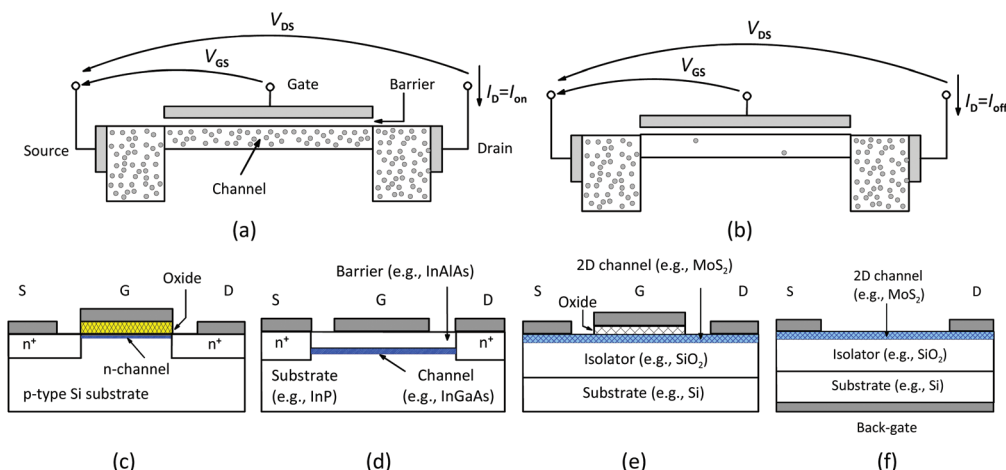 V_DS
V_GS
Gate
Barrier
I_D=I_on
Source
Drain
Channel
(a)
V_DS
V_GS
I_D=I_off
(b)
Oxide
S G D
n+ n+
n-channel
p-type Si substrate
(c)
Barrier (e.g., InAlAs)
S G D
n+ n+
Substrate
(e.g., InP)
Channel
(e.g., InGaAs)
(d)
2D channel (e.g., MoS₂)
S G D
Oxide
Isolator (e.g., SiO₂)
Substrate (e.g., Si)
(e)
2D channel
(e.g., MoS₂)
S D
Isolator (e.g., SiO₂)
Substrate (e.g., Si)
Back-gate
(f)